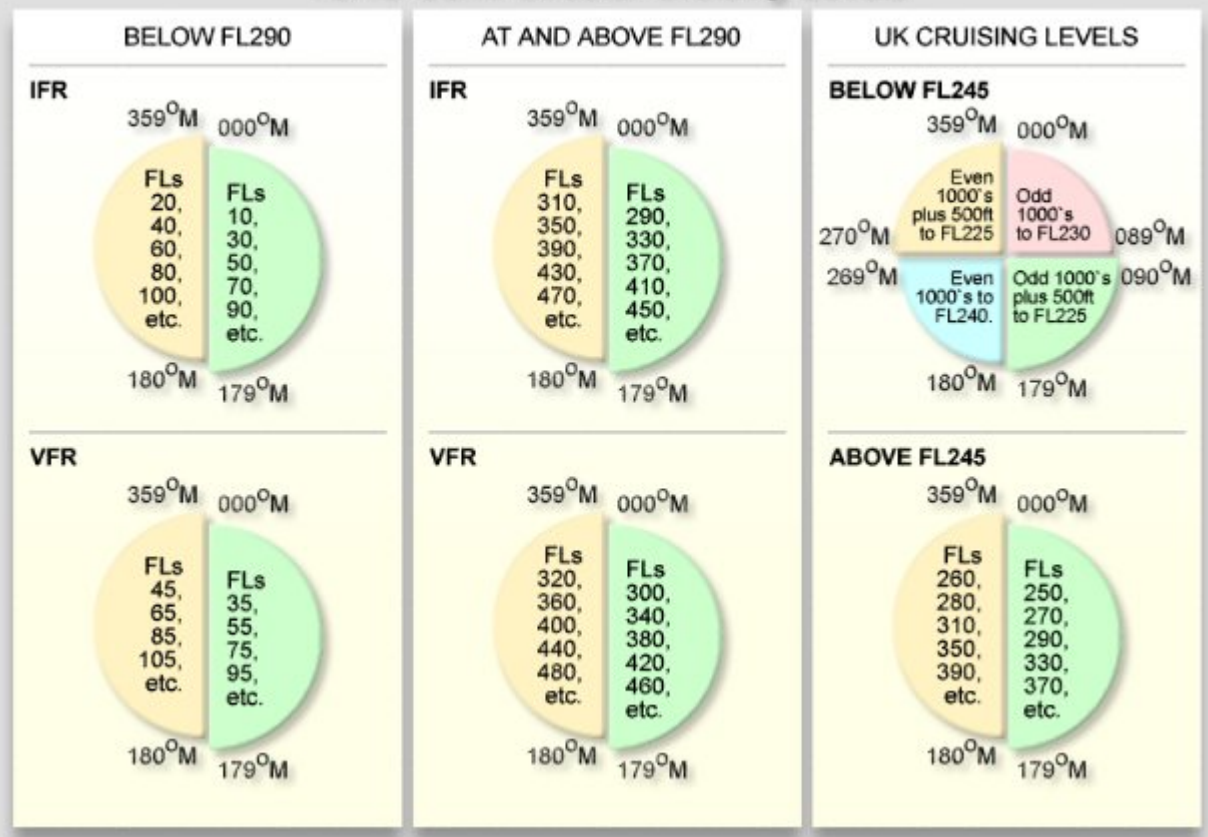 BELOW FL290
IFR
359°M
000°M
FLs
20,
40,
60,
80,
100,
etc.
FLs
10,
30,
50,
70,
90,
etc.
180°M
179°M
VFR
359°M
000°M
FLs
45,
65,
85,
105,
etc.
FLs
35,
55,
75,
95,
etc.
180°M
179°M
AT AND ABOVE FL290
IFR
359°M
000°M
FLs
310,
350,
390,
430,
470,
etc.
FLs
290,
330,
370,
410,
450,
etc.
180°M
179°M
VFR
359°M
000°M
FLs
320,
360,
400,
440,
480,
etc.
FLs
300,
340,
380,
420,
460,
etc.
180°M
179°M
UK CRUISING LEVELS
BELOW FL245
359°M
000°M
Even
1000`s
plus 500ft
to FL225
Odd
1000`s
to FL230
270°M
089°M
269°M
090°M
Even
1000`s to
FL240.
Odd 1000`s
plus 500ft
to FL225
180°M
179°M
ABOVE FL245
359°M
000°M
FLs
260,
280,
310,
350,
390,
etc.
FLs
250,
270,
290,
330,
370,
etc.
180°M
179°M